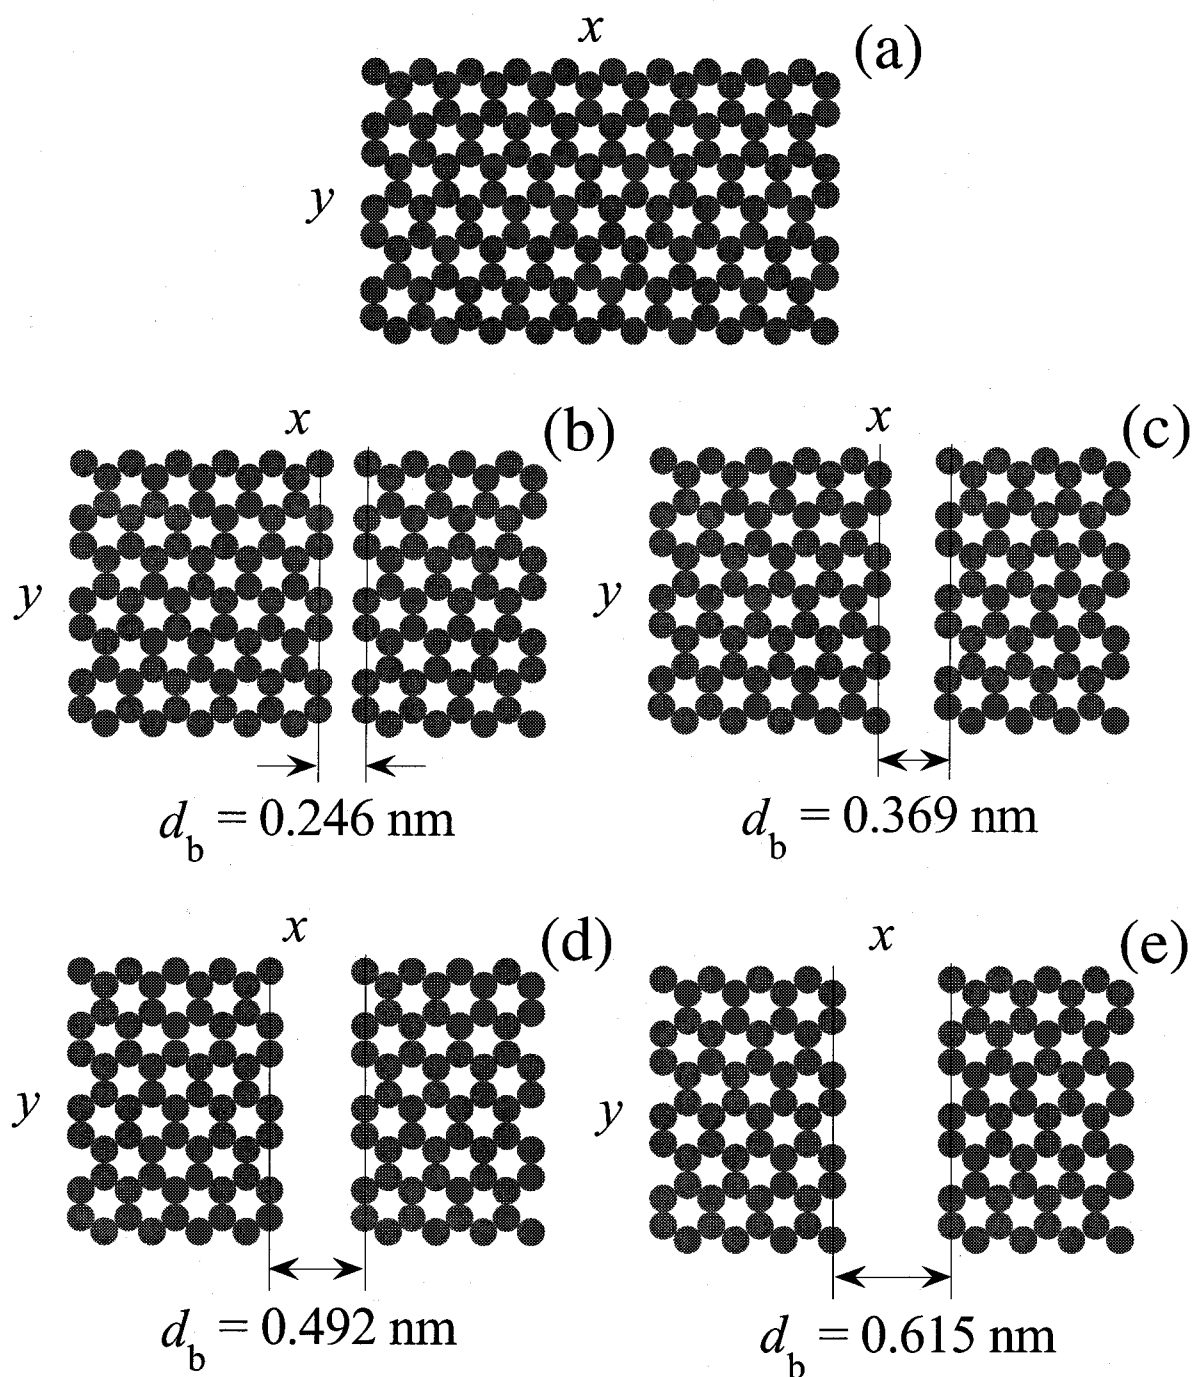 x
(a)
y
x
(b)
y
d_b = 0.246 nm
x
(c)
y
d_b = 0.369 nm
x
(d)
y
d_b = 0.492 nm
x
(e)
y
d_b = 0.615 nm